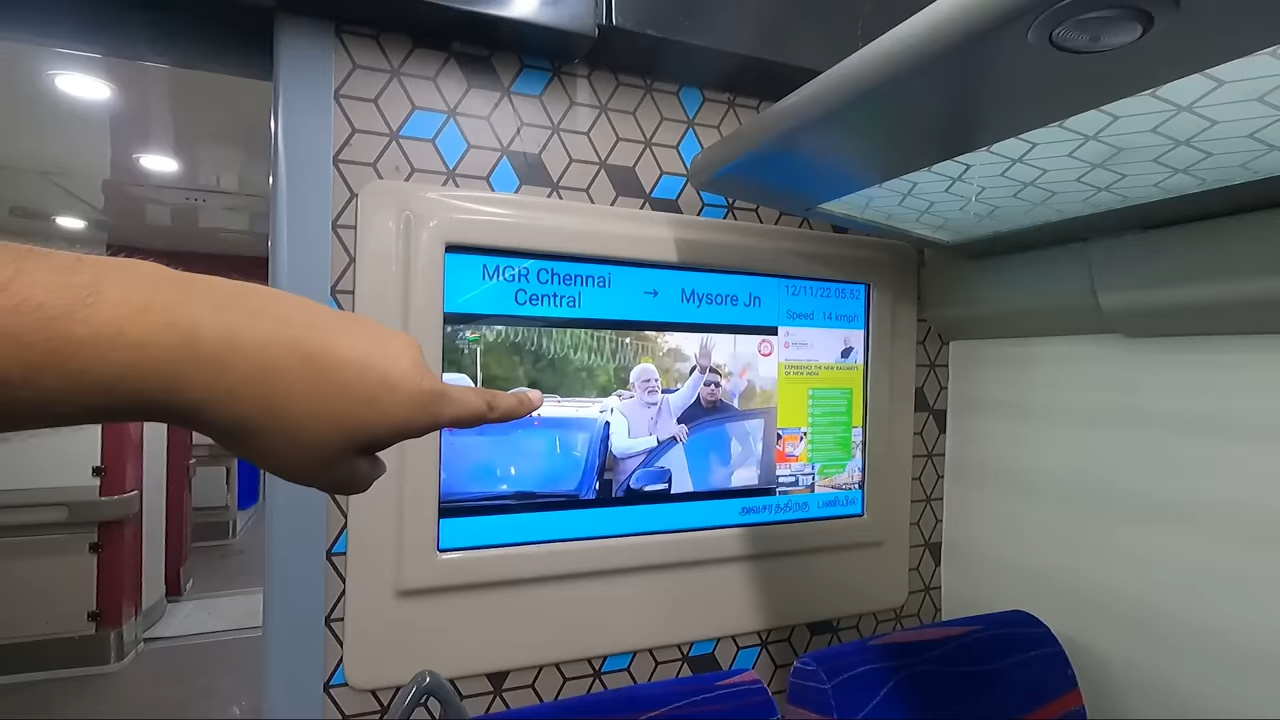 MGR Chennai
Central
→
Mysore Jn
12/11/22 05:52
Speed : 14 kmph
EXPERIENCE THE NEW RAILWAYS
OF NEW INDIA
அவசரத்திற்கு பணியில்